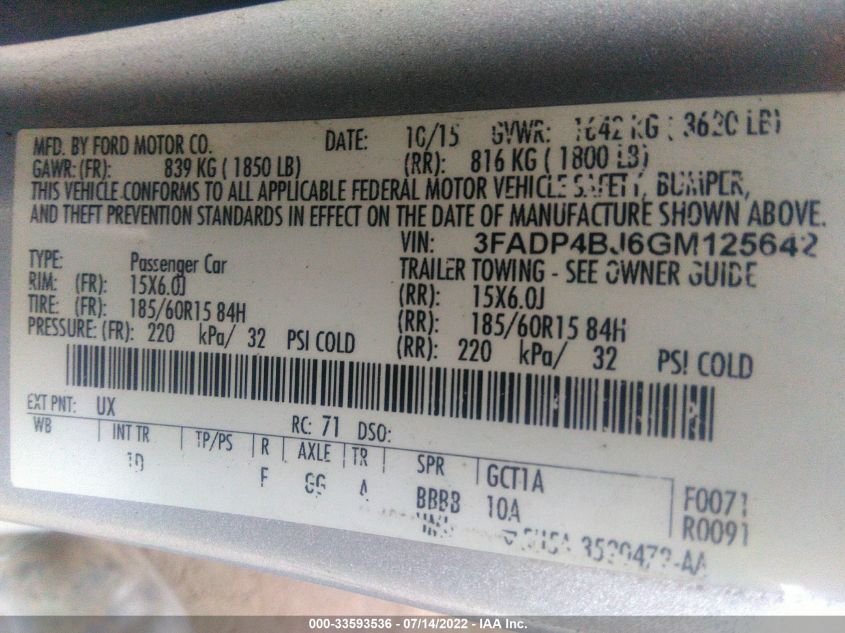 MFD. BY FORD MOTOR CO. DATE: 10/15 GVWR: 1642 KG ( 3620 LB)
GAWR: (FR): 839 KG ( 1850 LB) (RR): 816 KG ( 1800 LB)
THIS VEHICLE CONFORMS TO ALL APPLICABLE FEDERAL MOTOR VEHICLE SAFETY, BUMPER,
AND THEFT PREVENTION STANDARDS IN EFFECT ON THE DATE OF MANUFACTURE SHOWN ABOVE.
VIN: 3FADP4BJ6GM125642
TYPE: Passenger Car TRAILER TOWING - SEE OWNER GUIDE
RIM: (FR): 15X6.0J (RR): 15X6.0J
TIRE: (FR): 185/60R15 84H (RR): 185/60R15 84H
PRESSURE: (FR): 220 kPa/ 32 PSI COLD (RR): 220 kPa/ 32 PSI COLD
EXT PNT: UX RC: 71 DSO:
WB INT TR TP/PS R AXLE TR SPR GCT1A F0071
1D F GG A BBBB 10A R0091
000-33593536 - 07/14/2022 - IAA Inc.